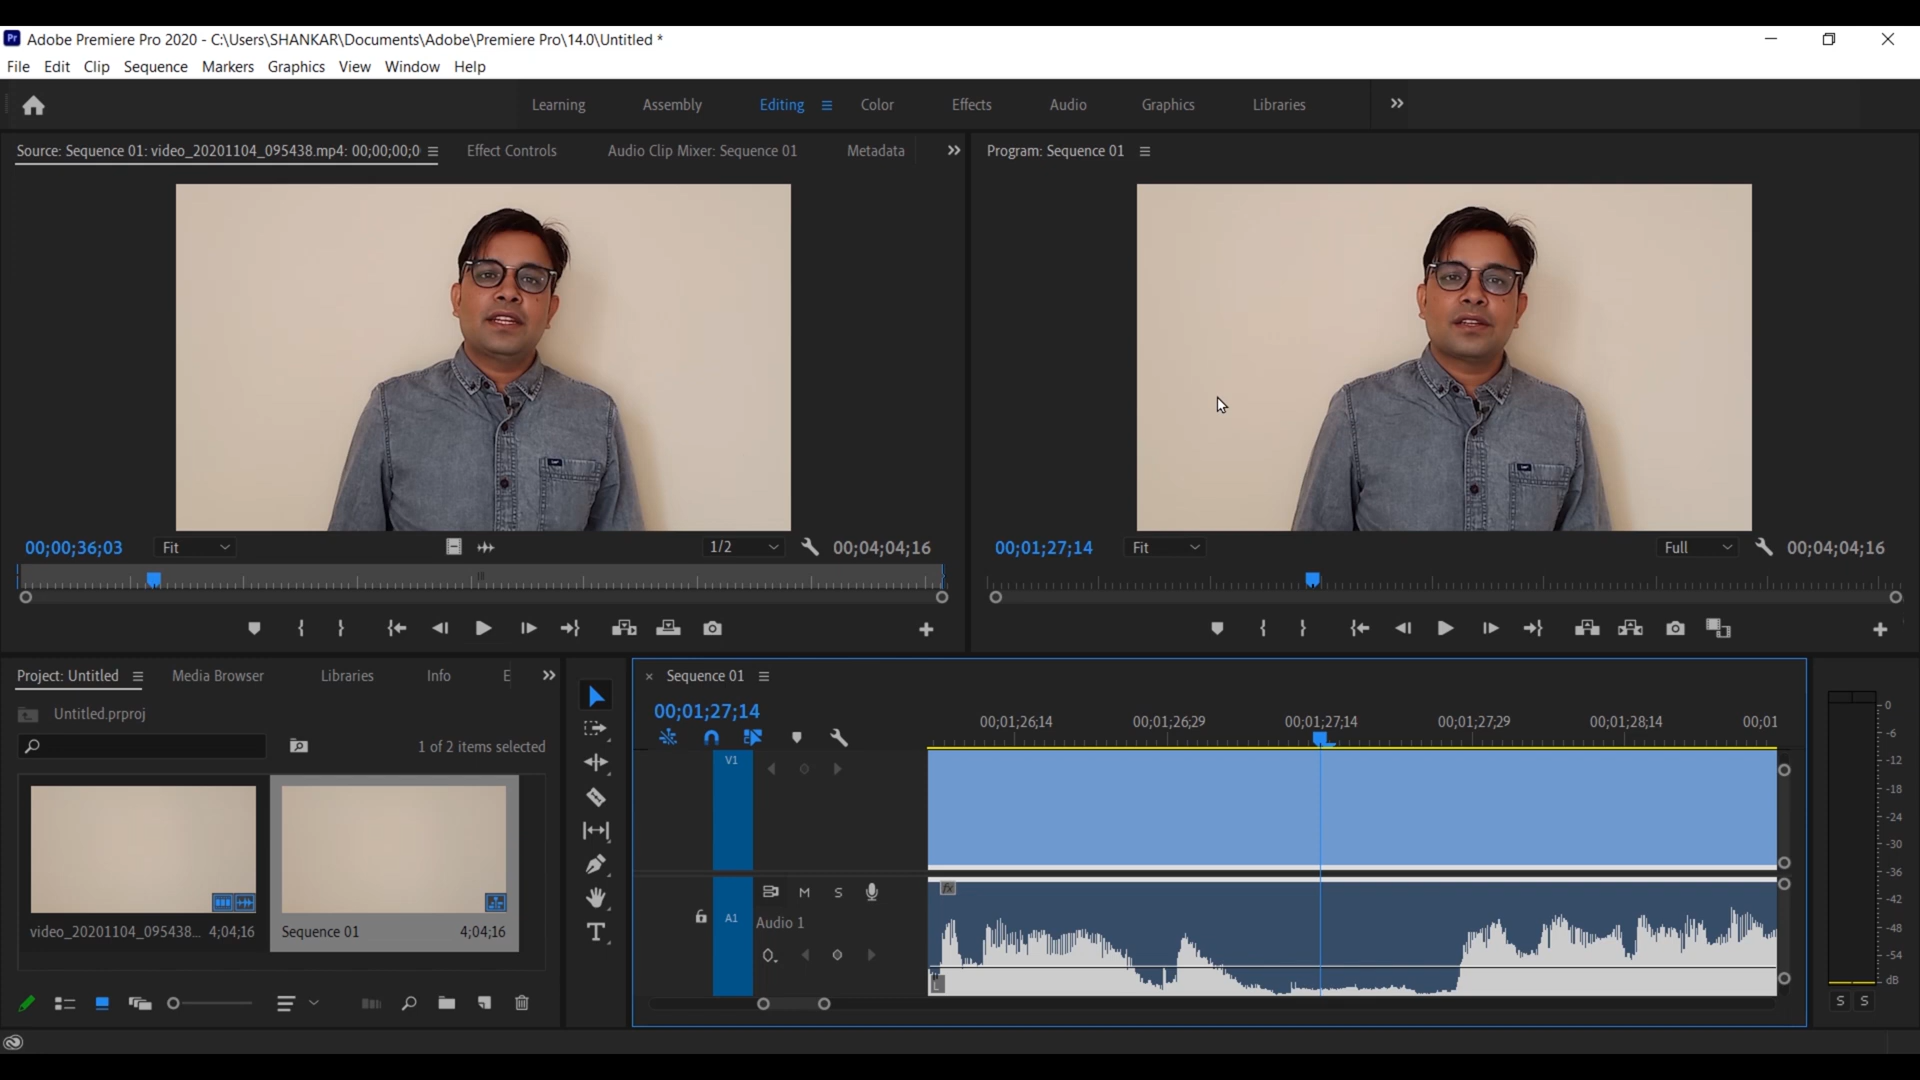 Pr Adobe Premiere Pro 2020 - C:\Users\SHANKAR\Documents\Adobe\Premiere Pro\14.0\Untitled *
File Edit Clip Sequence Markers Graphics View Window Help
Learning Assembly Editing Color Effects Audio Graphics Libraries
Source: Sequence 01: video_20201104_095438.mp4: 00;00;00;0 Effect Controls Audio Clip Mixer: Sequence 01 Metadata
Program: Sequence 01
00;00;36;03 Fit 1/2 00;04;04;16
00;01;27;14 Fit Full 00;04;04;16
Project: Untitled Media Browser Libraries Info E
Untitled.prproj
1 of 2 items selected
video_20201104_095438... 4;04;16
Sequence 01 4;04;16
Sequence 01
00;01;27;14
00;01;26;14 00;01;26;29 00;01;27;14 00;01;27;29 00;01;28;14 00;01
V1
fx
M S
A1 Audio 1
L
T
0
-6
-12
-18
-24
-30
-36
-42
-48
-54
dB
S S